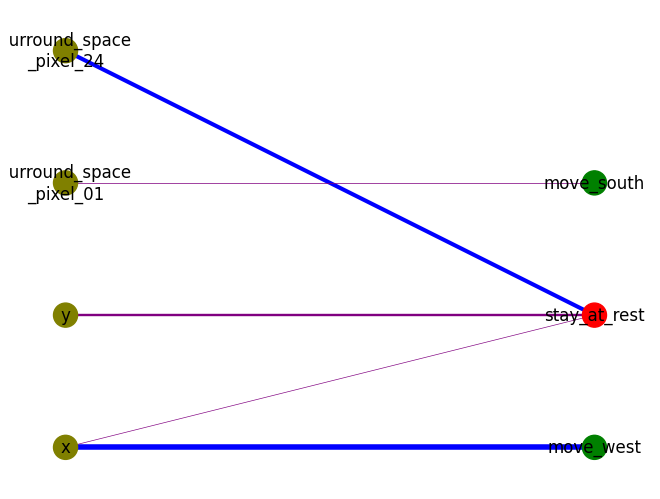 urround_space
_pixel_24
urround_space
_pixel_01
move_south
y
stay_at_rest
x
move_west